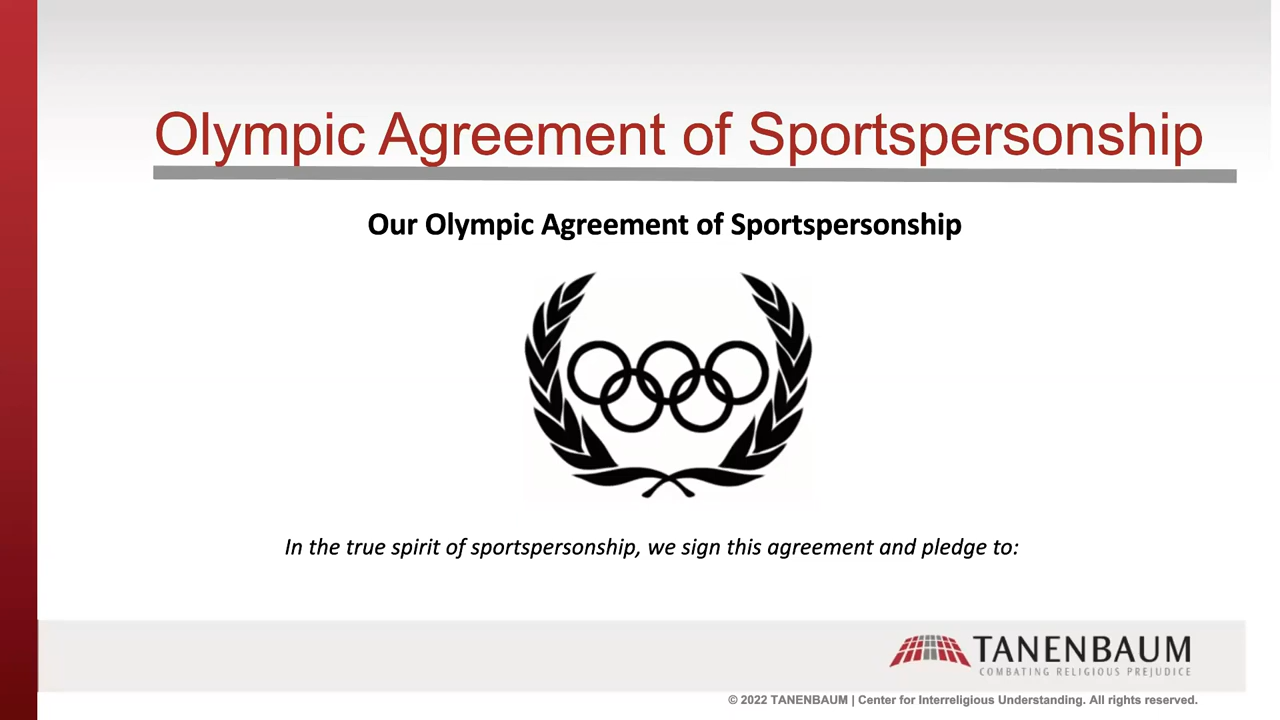 Olympic Agreement of Sportspersonship
Our Olympic Agreement of Sportspersonship
In the true spirit of sportspersonship, we sign this agreement and pledge to:
TANENBAUM
COMBATING RELIGIOUS PREJUDICE
© 2022 TANENBAUM | Center for Interreligious Understanding. All rights reserved.